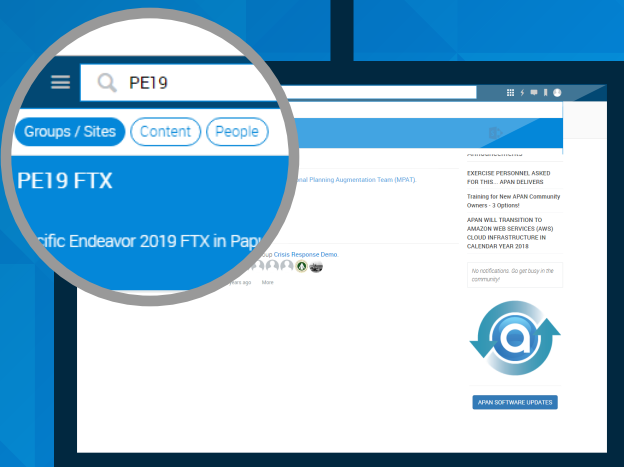 PE19
Groups / Sites
Content
People
PE19 FTX
cific Endeavor 2019 FTX in Pap
onal Planning Augmentation Team (MPAT).
oup Crisis Response Demo.
years ago
More
EXERCISE PERSONNEL ASKED
FOR THIS... APAN DELIVERS
Training for New APAN Community
Owners - 3 Options!
APAN WILL TRANSITION TO
AMAZON WEB SERVICES (AWS)
CLOUD INFRASTRUCTURE IN
CALENDAR YEAR 2018
No notifications. Go get busy in the
community!
a
APAN SOFTWARE UPDATES